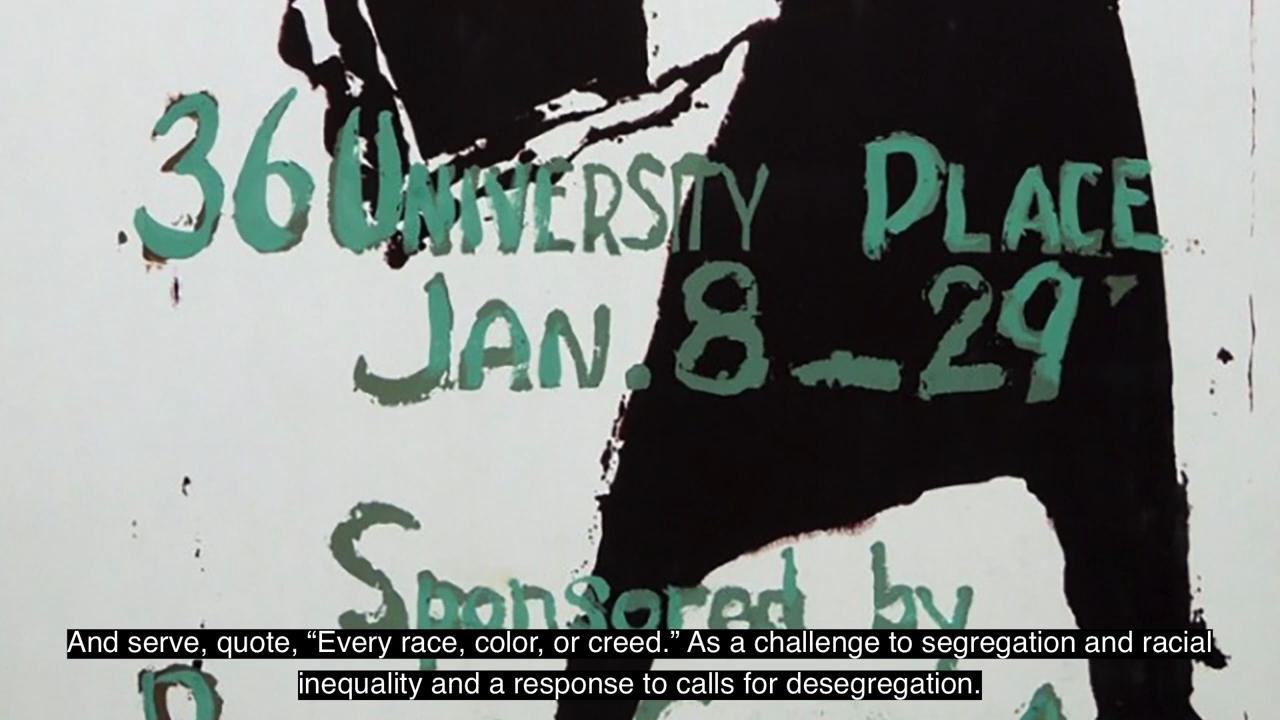 36 UNIVERSITY PLACE
JAN. 8 — 29
Sponsored by
And serve, quote, “Every race, color, or creed.” As a challenge to segregation and racial
inequality and a response to calls for desegregation.